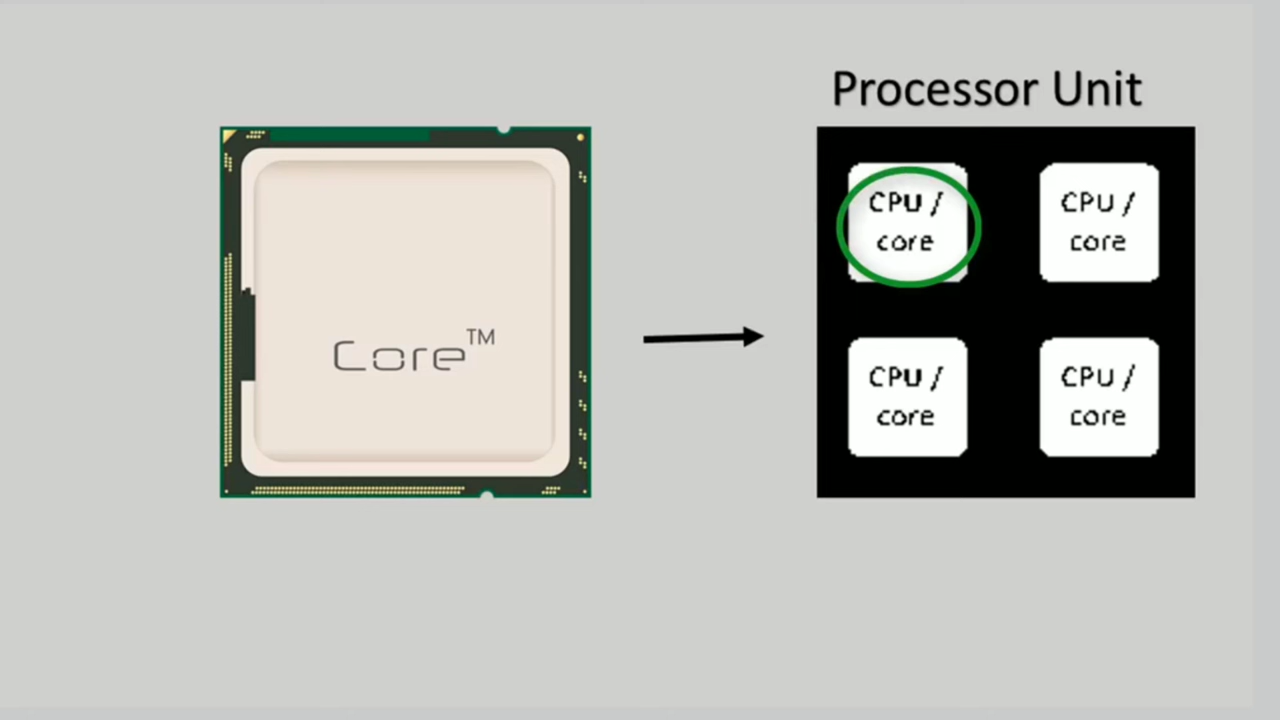 Processor Unit
Core™
CPU /
core
CPU /
core
CPU /
core
CPU /
core